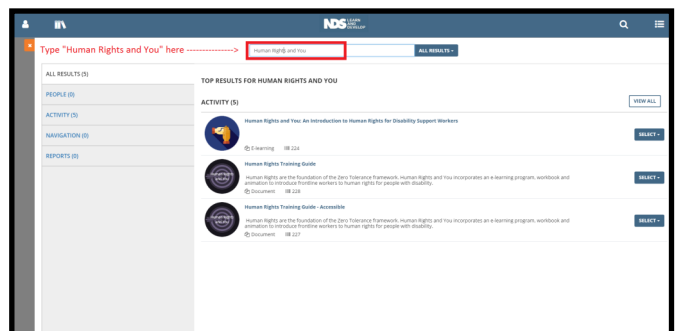 NDS LEARN AND DEVELOP
Type "Human Rights and You" here -------------->
Human Rights and You
ALL RESULTS
ALL RESULTS (5)
PEOPLE (0)
ACTIVITY (5)
NAVIGATION (0)
REPORTS (0)
TOP RESULTS FOR HUMAN RIGHTS AND YOU
ACTIVITY (5)
VIEW ALL
Human Rights and You: An Introduction to Human Rights for Disability Support Workers
E-learning 224
SELECT
Human Rights Training Guide
Human Rights are the foundation of the Zero Tolerance framework. Human Rights and You incorporates an e-learning program, workbook and
animation to introduce frontline workers to human rights for people with disability.
Document 228
SELECT
Human Rights Training Guide - Accessible
Human Rights are the foundation of the Zero Tolerance framework. Human Rights and You incorporates an e-learning program, workbook and
animation to introduce frontline workers to human rights for people with disability.
Document 227
SELECT